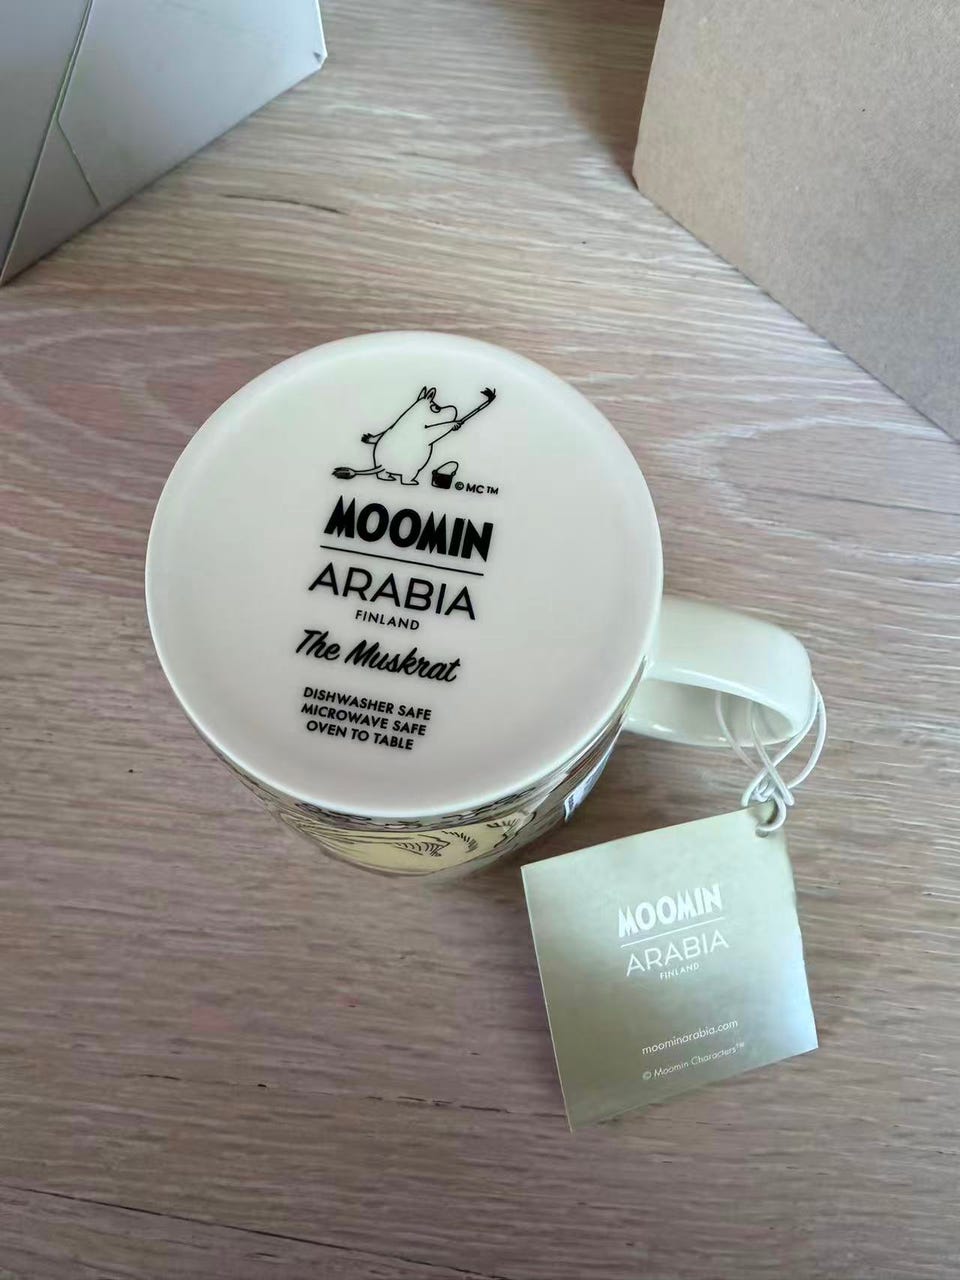 © MC ™
MOOMIN
ARABIA
FINLAND
The Muskrat
DISHWASHER SAFE
MICROWAVE SAFE
OVEN TO TABLE
MOOMIN
ARABIA
FINLAND
moominarabia.com
© Moomin Characters™